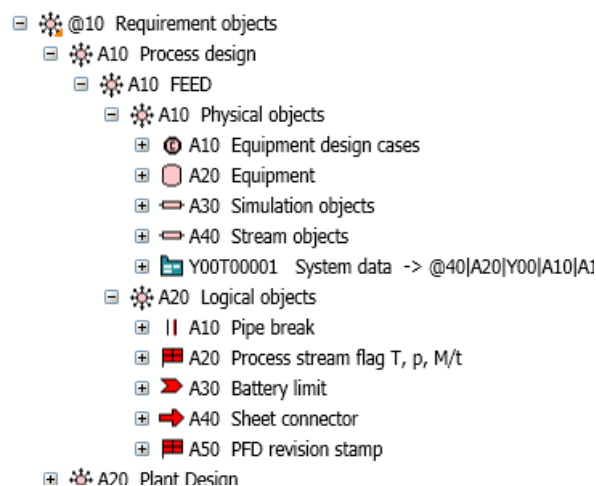 @10 Requirement objects
A10 Process design
A10 FEED
A10 Physical objects
A10 Equipment design cases
A20 Equipment
A30 Simulation objects
A40 Stream objects
Y00T00001 System data -> @40|A20|Y00|A10|A1
A20 Logical objects
A10 Pipe break
A20 Process stream flag T, p, M/t
A30 Battery limit
A40 Sheet connector
A50 PFD revision stamp
A20 Plant Design